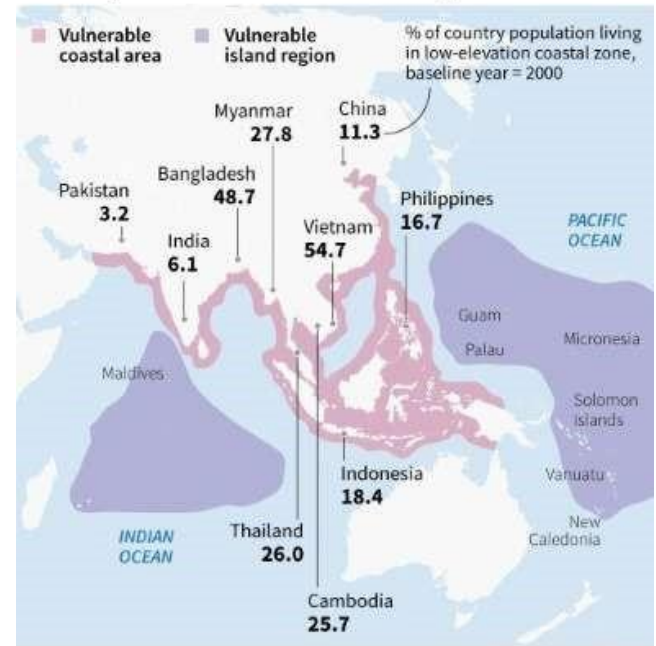 Vulnerable
coastal area
Vulnerable
island region
% of country population living
in low-elevation coastal zone,
baseline year = 2000
Myanmar
27.8
China
11.3
Bangladesh
48.7
Pakistan
3.2
India
6.1
Vietnam
54.7
Philippines
16.7
PACIFIC
OCEAN
Guam
Palau
Micronesia
Maldives
Solomon
Islands
Vanuatu
New
Caledonia
Indonesia
18.4
INDIAN
OCEAN
Thailand
26.0
Cambodia
25.7